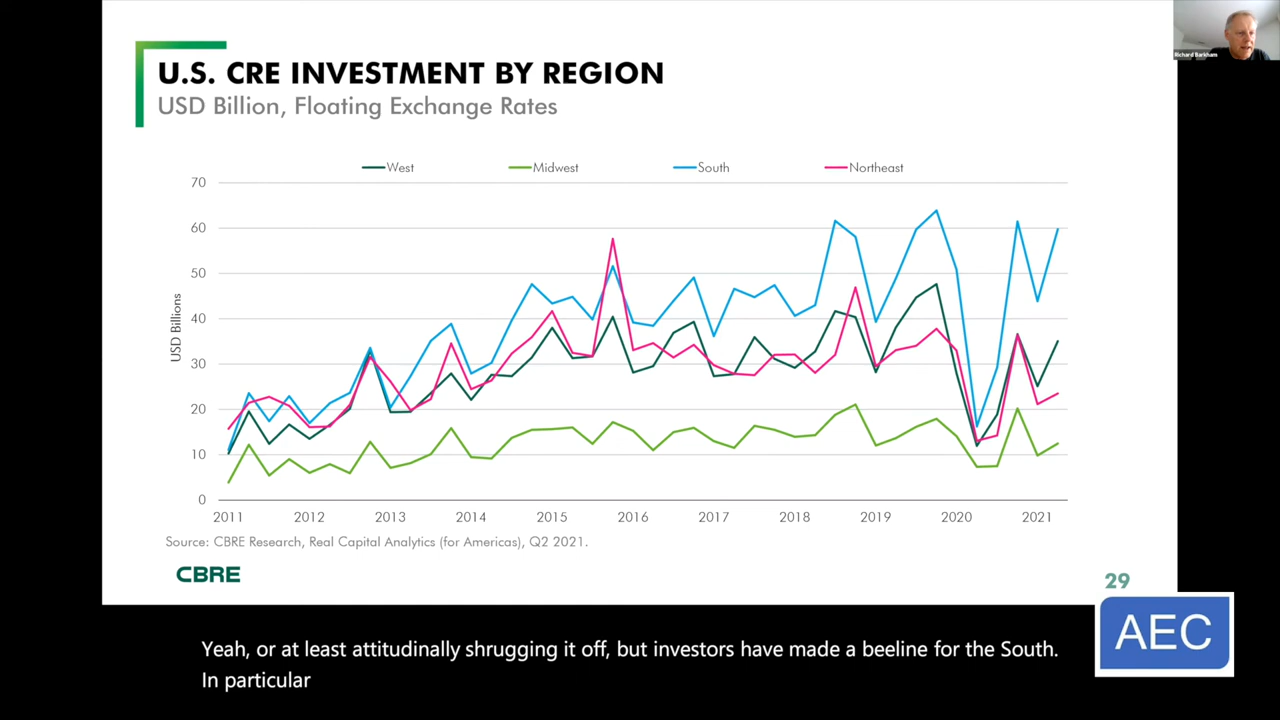 Richard Barkham
U.S. CRE INVESTMENT BY REGION
USD Billion, Floating Exchange Rates
West Midwest South Northeast
70
60
50
40
30
20
10
0
USD Billions
2011 2012 2013 2014 2015 2016 2017 2018 2019 2020 2021
Source: CBRE Research, Real Capital Analytics (for Americas), Q2 2021.
CBRE
29
AEC
Yeah, or at least attitudinally shrugging it off, but investors have made a beeline for the South.
In particular